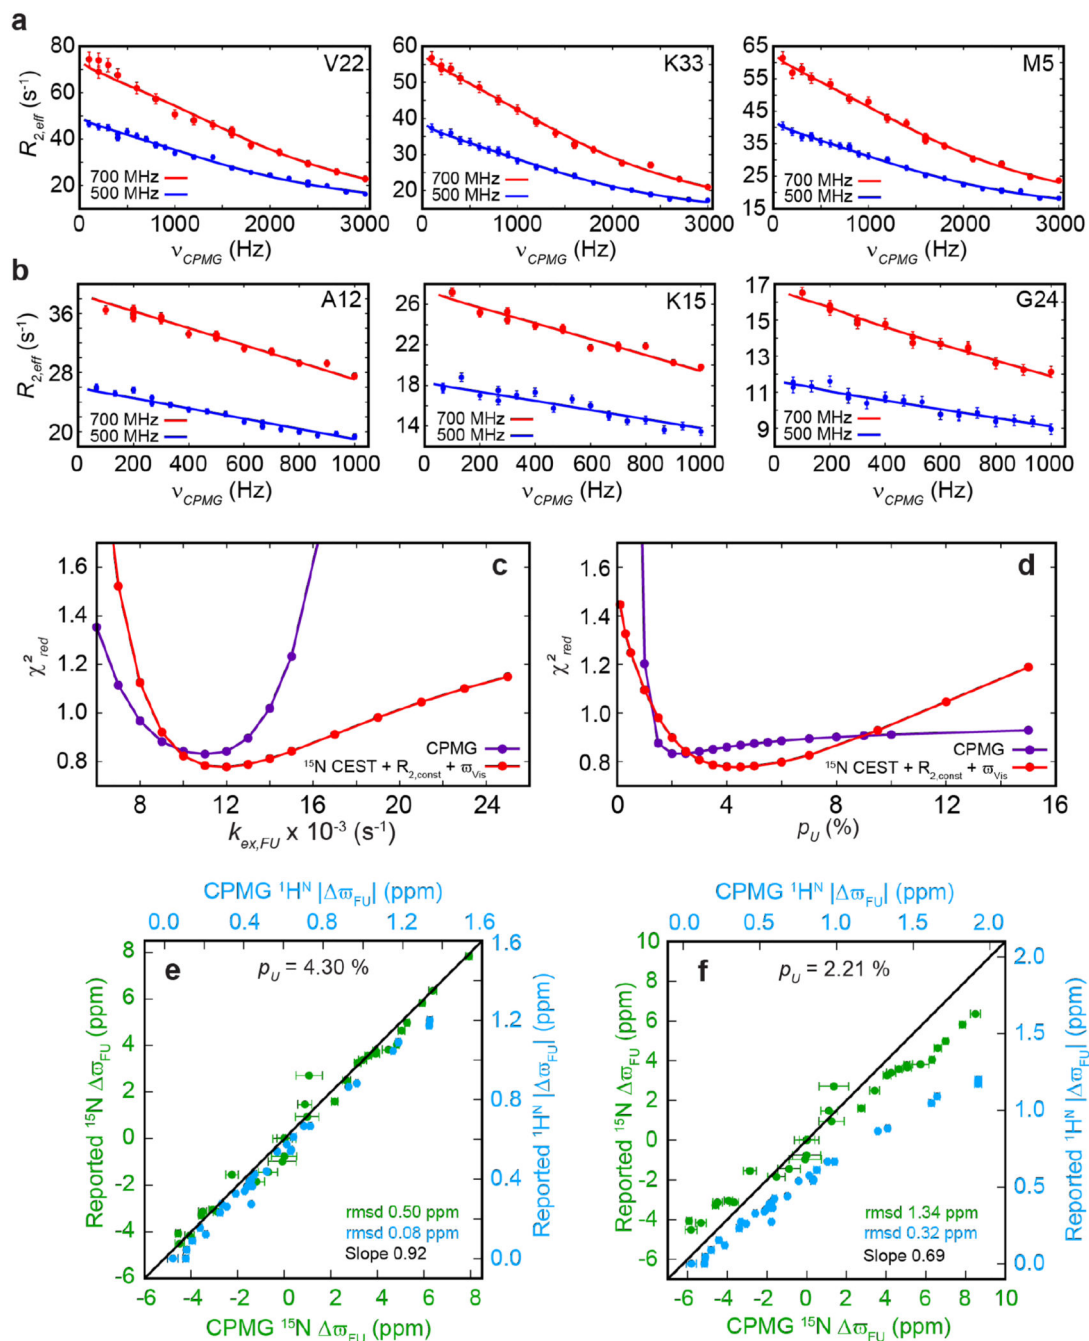 a
V22
K33
M5
R2,eff (s-1)
80
60
40
20
60
50
40
30
20
65
55
45
35
25
15
700 MHz
500 MHz
700 MHz
500 MHz
700 MHz
500 MHz
0 1000 2000 3000
0 1000 2000 3000
0 1000 2000 3000
νCPMG (Hz)
νCPMG (Hz)
νCPMG (Hz)
b
A12
K15
G24
R2,eff (s-1)
36
28
20
26
22
18
14
17
15
13
11
9
700 MHz
500 MHz
700 MHz
500 MHz
700 MHz
500 MHz
200 400 600 800 1000
200 400 600 800 1000
200 400 600 800 1000
νCPMG (Hz)
νCPMG (Hz)
νCPMG (Hz)
c
χ2red
1.6
1.4
1.2
1.0
0.8
CPMG
15N CEST + R2,const + ϖVis
8 12 16 20 24
kex,FU x 10-3 (s-1)
d
χ2red
1.6
1.4
1.2
1.0
0.8
CPMG
15N CEST + R2,const + ϖVis
0 2 4 6 8 10 12 14 16
pU (%)
CPMG 1HN |ΔϖFU| (ppm)
0.0 0.4 0.8 1.2 1.6
e
pU = 4.30 %
Reported 15N ΔϖFU (ppm)
8
6
4
2
0
-2
-4
-6
Reported 1HN |ΔϖFU| (ppm)
1.6
1.2
0.8
0.4
0.0
rmsd 0.50 ppm
rmsd 0.08 ppm
Slope 0.92
-6 -4 -2 0 2 4 6 8
CPMG 15N ΔϖFU (ppm)
CPMG 1HN |ΔϖFU| (ppm)
0.0 0.4 0.8 1.2 1.6 2.0
f
pU = 2.21 %
Reported 15N ΔϖFU (ppm)
10
8
6
4
2
0
-2
-4
-6
Reported 1HN |ΔϖFU| (ppm)
2.0
1.5
1.0
0.5
0.0
rmsd 1.34 ppm
rmsd 0.32 ppm
Slope 0.69
-6 -4 -2 0 2 4 6 8 10
CPMG 15N ΔϖFU (ppm)